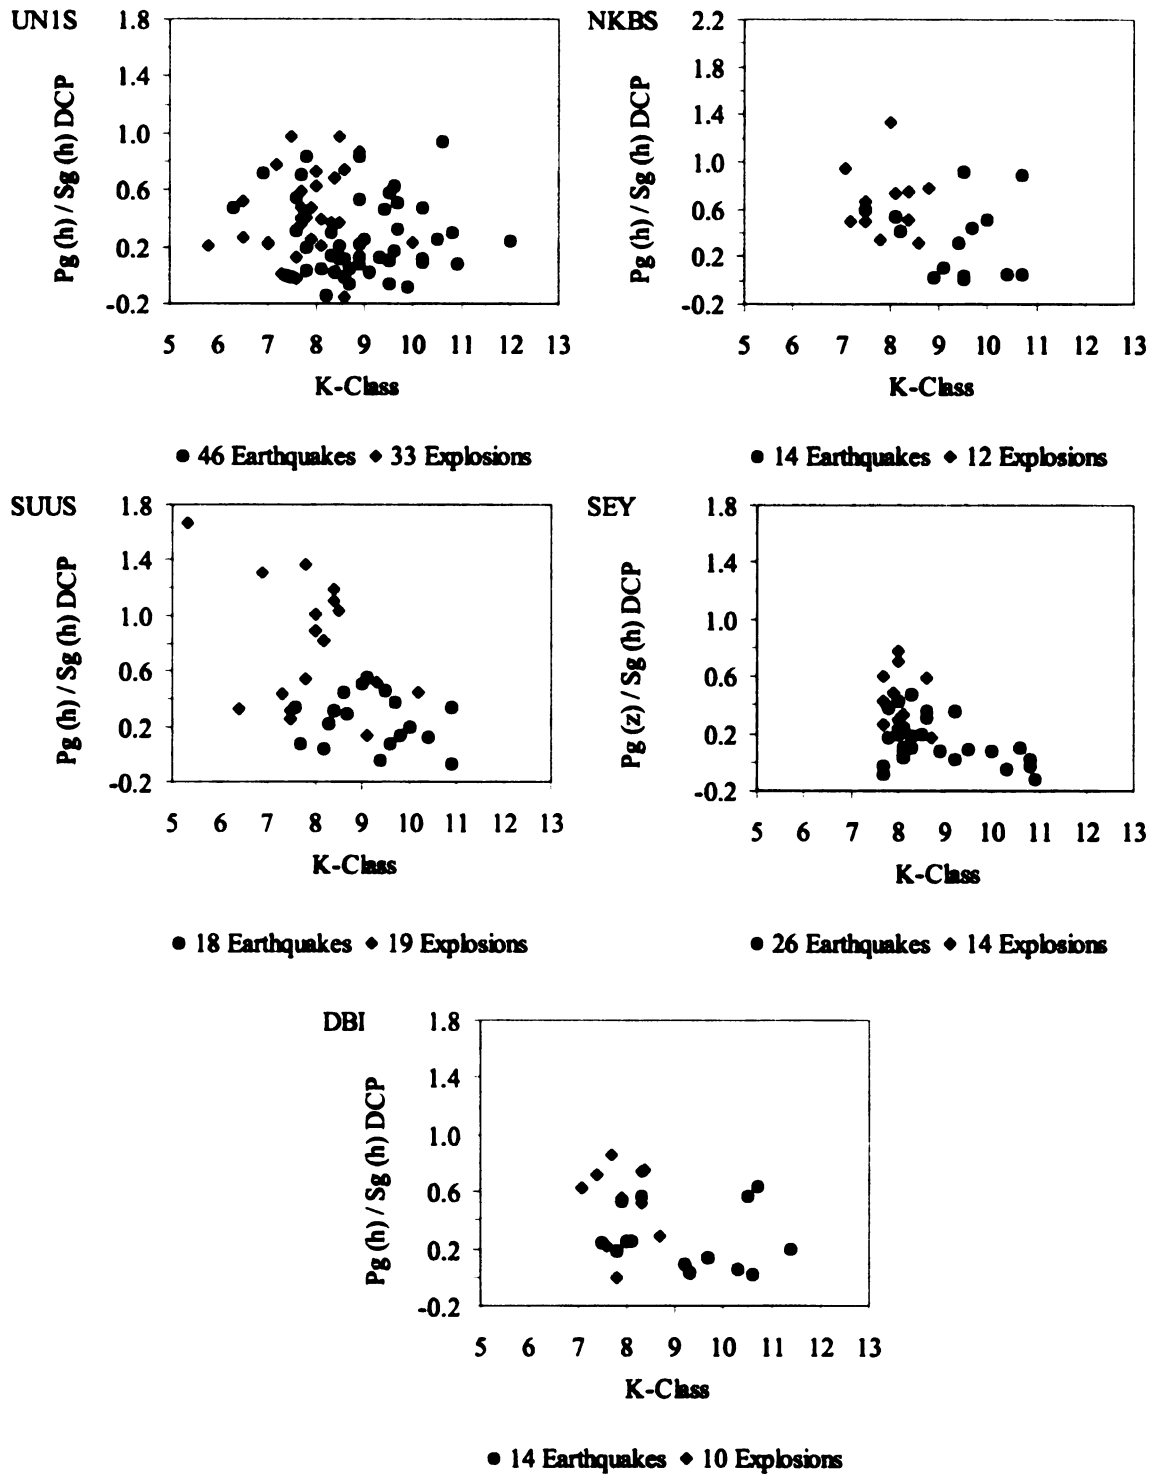 UN1S
1.8
1.4
1.0
0.6
0.2
-0.2
Pg (h) / Sg (h) DCP
5 6 7 8 9 10 11 12 13
K-Class
● 46 Earthquakes ◆ 33 Explosions
NKBS
2.2
1.8
1.4
1.0
0.6
0.2
-0.2
Pg (h) / Sg (h) DCP
5 6 7 8 9 10 11 12 13
K-Class
● 14 Earthquakes ◆ 12 Explosions
SUUS
1.8
1.4
1.0
0.6
0.2
-0.2
Pg (h) / Sg (h) DCP
5 6 7 8 9 10 11 12 13
K-Class
● 18 Earthquakes ◆ 19 Explosions
SEY
1.8
1.4
1.0
0.6
0.2
-0.2
Pg (z) / Sg (h) DCP
5 6 7 8 9 10 11 12 13
K-Class
● 26 Earthquakes ◆ 14 Explosions
DBI
1.8
1.4
1.0
0.6
0.2
-0.2
Pg (h) / Sg (h) DCP
5 6 7 8 9 10 11 12 13
K-Class
● 14 Earthquakes ◆ 10 Explosions